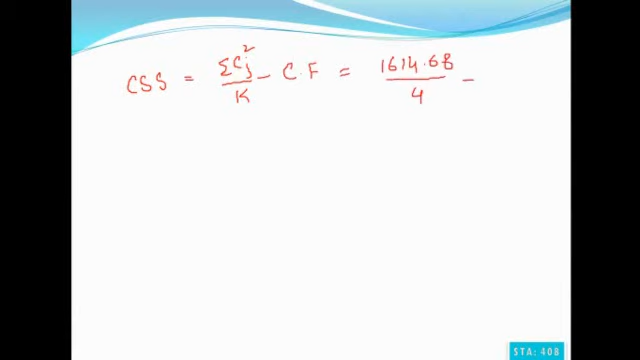 CSS = ΣCj²/K - C.F = 1614.68/4 -
STA: 408